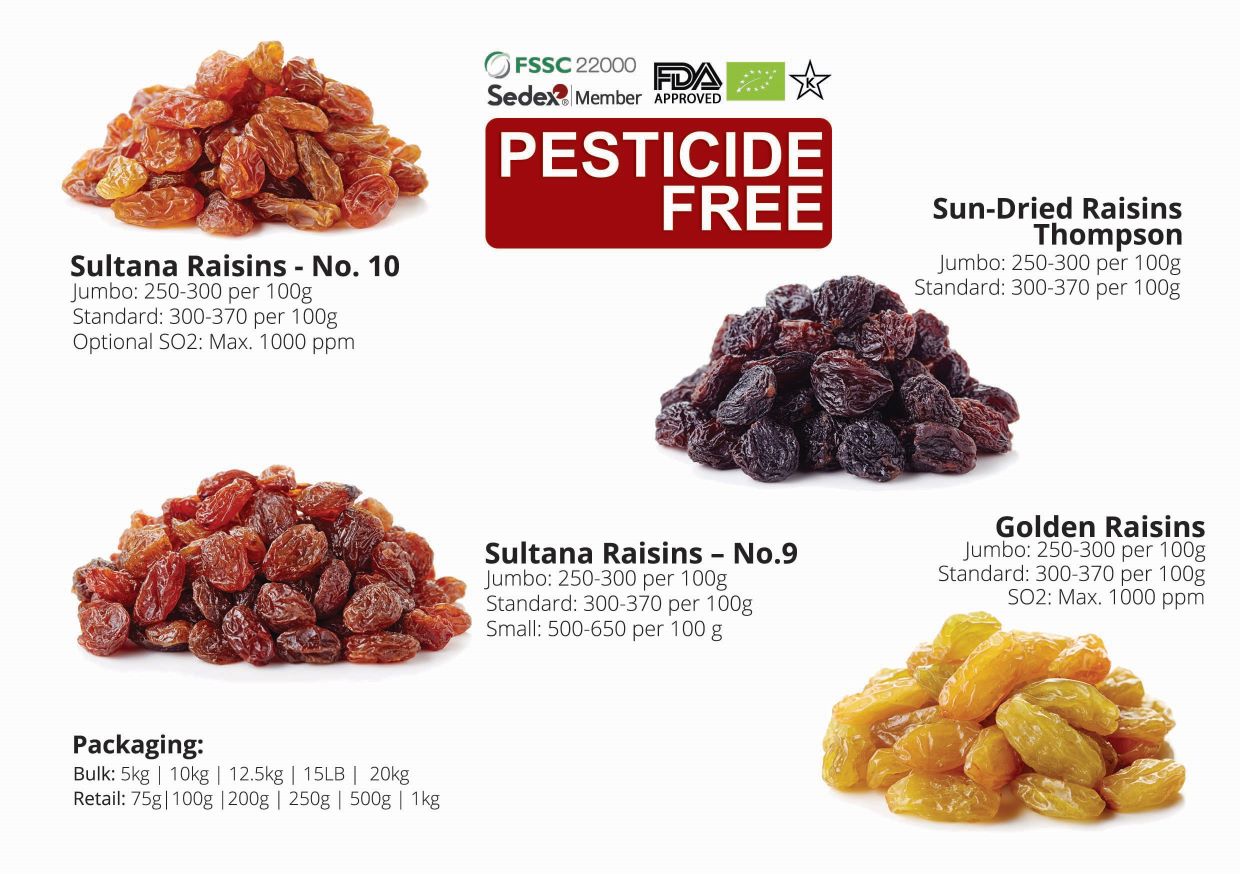 FSSC 22000
Sedex® Member
FDA
APPROVED
K
PESTICIDE
FREE
Sultana Raisins - No. 10
Jumbo: 250-300 per 100g
Standard: 300-370 per 100g
Optional SO2: Max. 1000 ppm
Sun-Dried Raisins
Thompson
Jumbo: 250-300 per 100g
Standard: 300-370 per 100g
Sultana Raisins – No.9
Jumbo: 250-300 per 100g
Standard: 300-370 per 100g
Small: 500-650 per 100 g
Golden Raisins
Jumbo: 250-300 per 100g
Standard: 300-370 per 100g
SO2: Max. 1000 ppm
Packaging:
Bulk: 5kg | 10kg | 12.5kg | 15LB | 20kg
Retail: 75g|100g |200g | 250g | 500g | 1kg